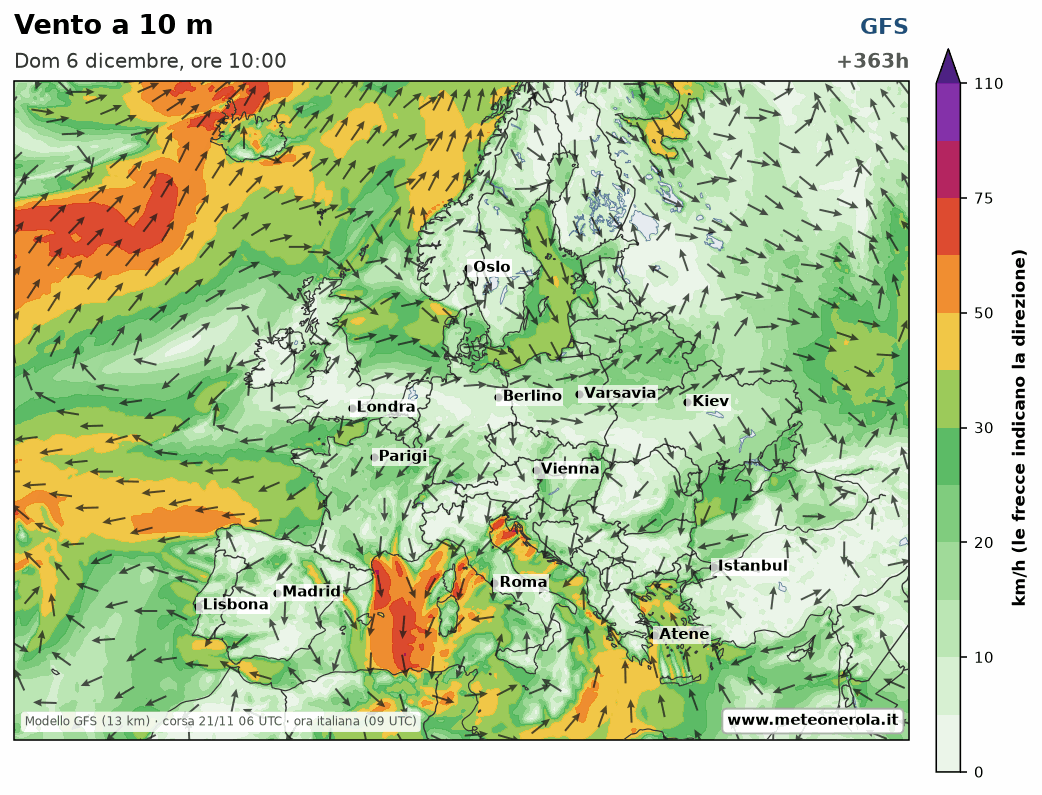 Vento a 10 m
GFS
Dom 6 dicembre, ore 10:00
+363h
110
75
50
30
20
10
0
km/h (le frecce indicano la direzione)
Oslo
Berlino
Varsavia
Kiev
Londra
Parigi
Vienna
Istanbul
Roma
Madrid
Lisbona
Atene
Modello GFS (13 km) · corsa 21/11 06 UTC · ora italiana (09 UTC)
www.meteonerola.it